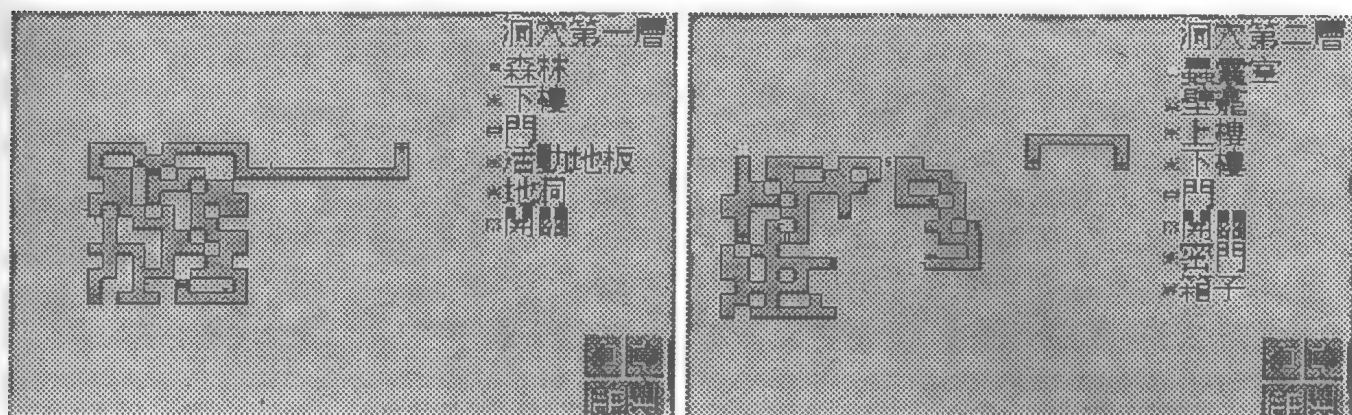 洞穴第一層
森林
下樓
門
活動地板
地洞
開關
洞穴第二層
上樓
下樓
門
開關
密門
箱子